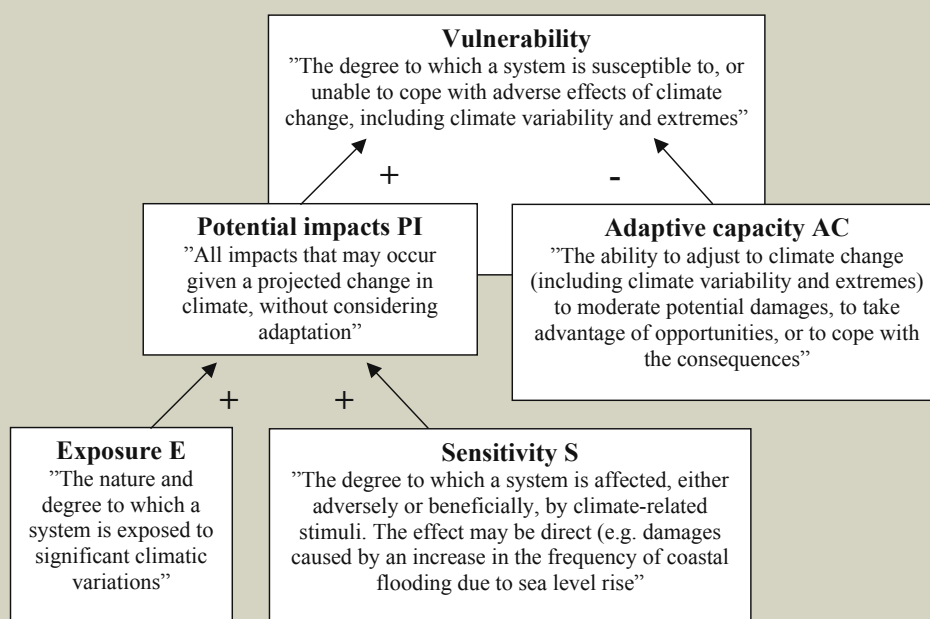 Vulnerability
”The degree to which a system is susceptible to, or
unable to cope with adverse effects of climate
change, including climate variability and extremes”
+
-
Potential impacts PI
”All impacts that may occur
given a projected change in
climate, without considering
adaptation”
Adaptive capacity AC
”The ability to adjust to climate change
(including climate variability and extremes)
to moderate potential damages, to take
advantage of opportunities, or to cope with
the consequences”
+
+
Exposure E
”The nature and
degree to which a
system is exposed to
significant climatic
variations”
Sensitivity S
”The degree to which a system is affected, either
adversely or beneficially, by climate-related
stimuli. The effect may be direct (e.g. damages
caused by an increase in the frequency of coastal
flooding due to sea level rise”